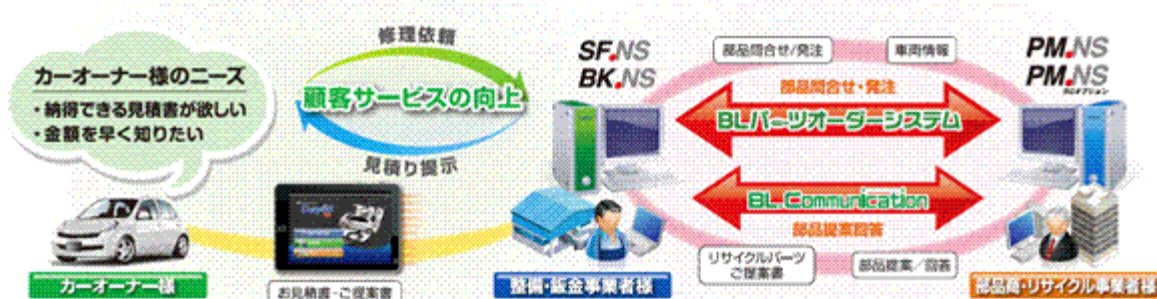 カーオーナー様のニーズ
・納得できる見積書が欲しい
・金額を早く知りたい
カーオーナー様
修理依頼
顧客サービスの向上
見積り提示
お見積書・ご提案書
SF.NS
BK.NS
整備・鈑金事業者様
部品問合せ/発注
車両情報
部品問合せ・発注
BLパーツオーダーシステム
BL Communication
部品提案回答
リサイクルパーツ
ご提案書
部品提案/回答
PM.NS
PM.NS
部品商・リサイクル事業者様